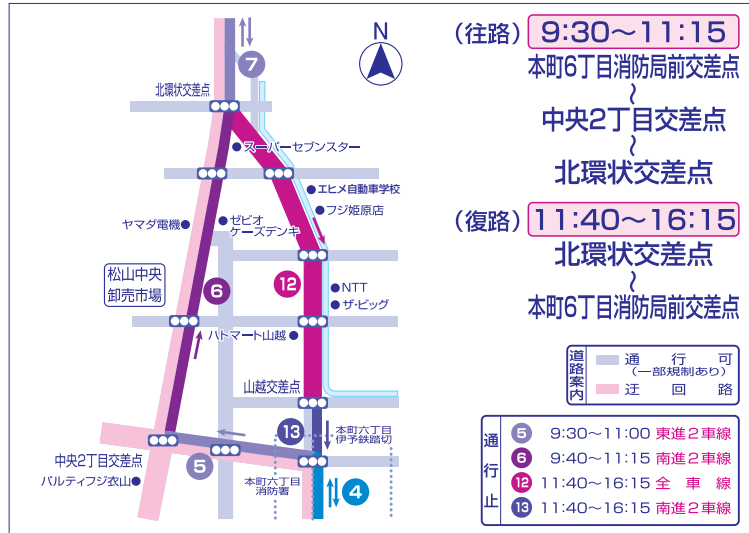 N
7
北環状交差点
スーパーセブンスター
エヒメ自動車学校
フジ姫原店
ヤマダ電機
ゼビオ
ケーズデンキ
松山中央
卸売市場
6
12
NTT
ザ・ビッグ
ハトマート山越
山越交差点
13
本町六丁目
伊予鉄踏切
中央2丁目交差点
5
パルティフジ衣山
本町六丁目
消防署
4
(往路) 9:30〜11:15
本町6丁目消防局前交差点
〜
中央2丁目交差点
〜
北環状交差点
(復路) 11:40〜16:15
北環状交差点
〜
本町6丁目消防局前交差点
道路案内
通行可
(一部規制あり)
迂回路
通行止
5 9:30〜11:00 東進2車線
6 9:40〜11:15 南進2車線
12 11:40〜16:15 全車線
13 11:40〜16:15 南進2車線